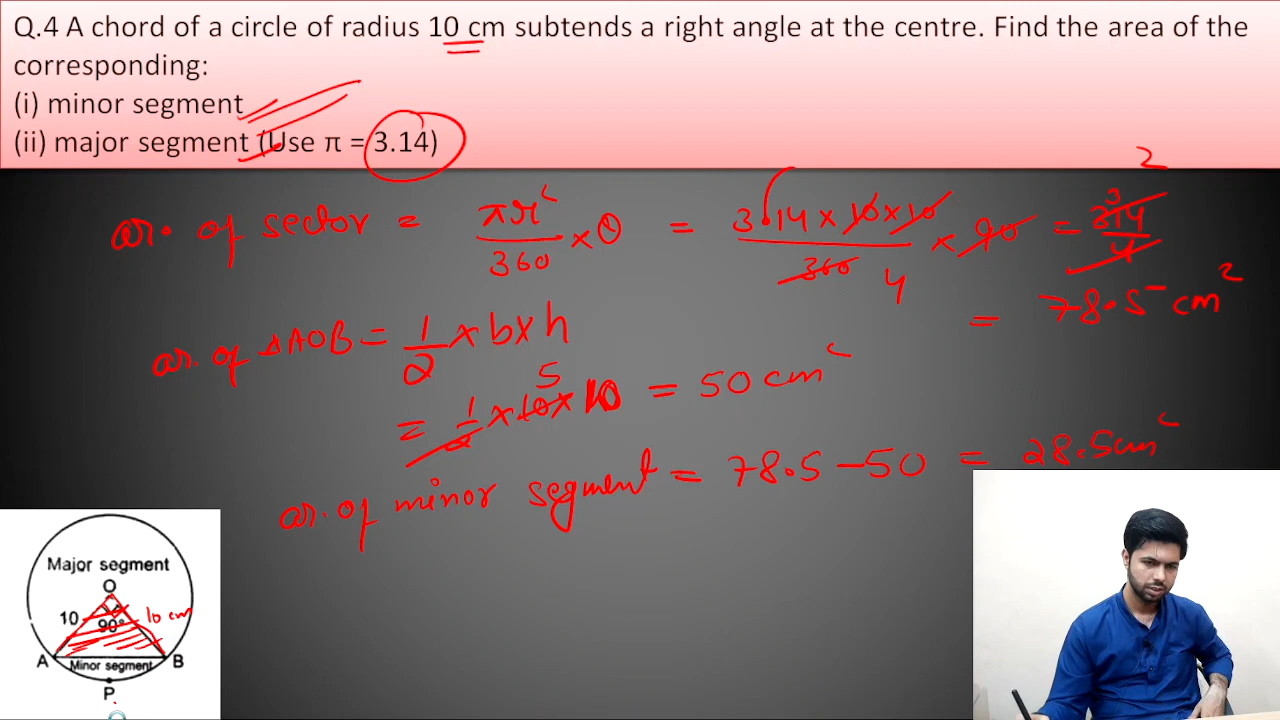 Q.4 A chord of a circle of radius 10 cm subtends a right angle at the centre. Find the area of the
corresponding:
(i) minor segment
(ii) major segment (Use π = 3.14)
ar. of sector = πr²/360 × θ = 3.14 × 10 × 10/360 4 × 90 = 314/4
= 78.5 cm²
ar. of ΔAOB = 1/2 × b × h
= 1/2 × 10 × 10 = 50 cm²
ar. of minor segment = 78.5 – 50 = 28.5 cm²
Major segment
O
10
90°
10 cm
A
Minor segment
B
P